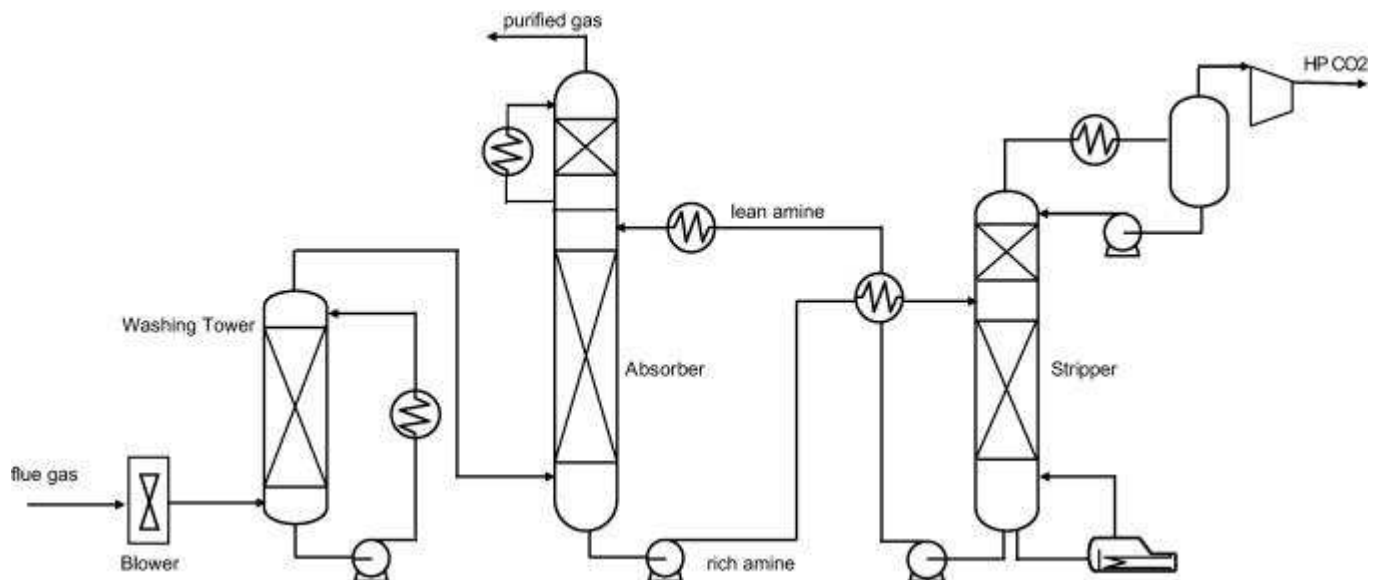 purified gas
HP CO2
lean amine
Washing Tower
Absorber
Stripper
flue gas
Blower
rich amine